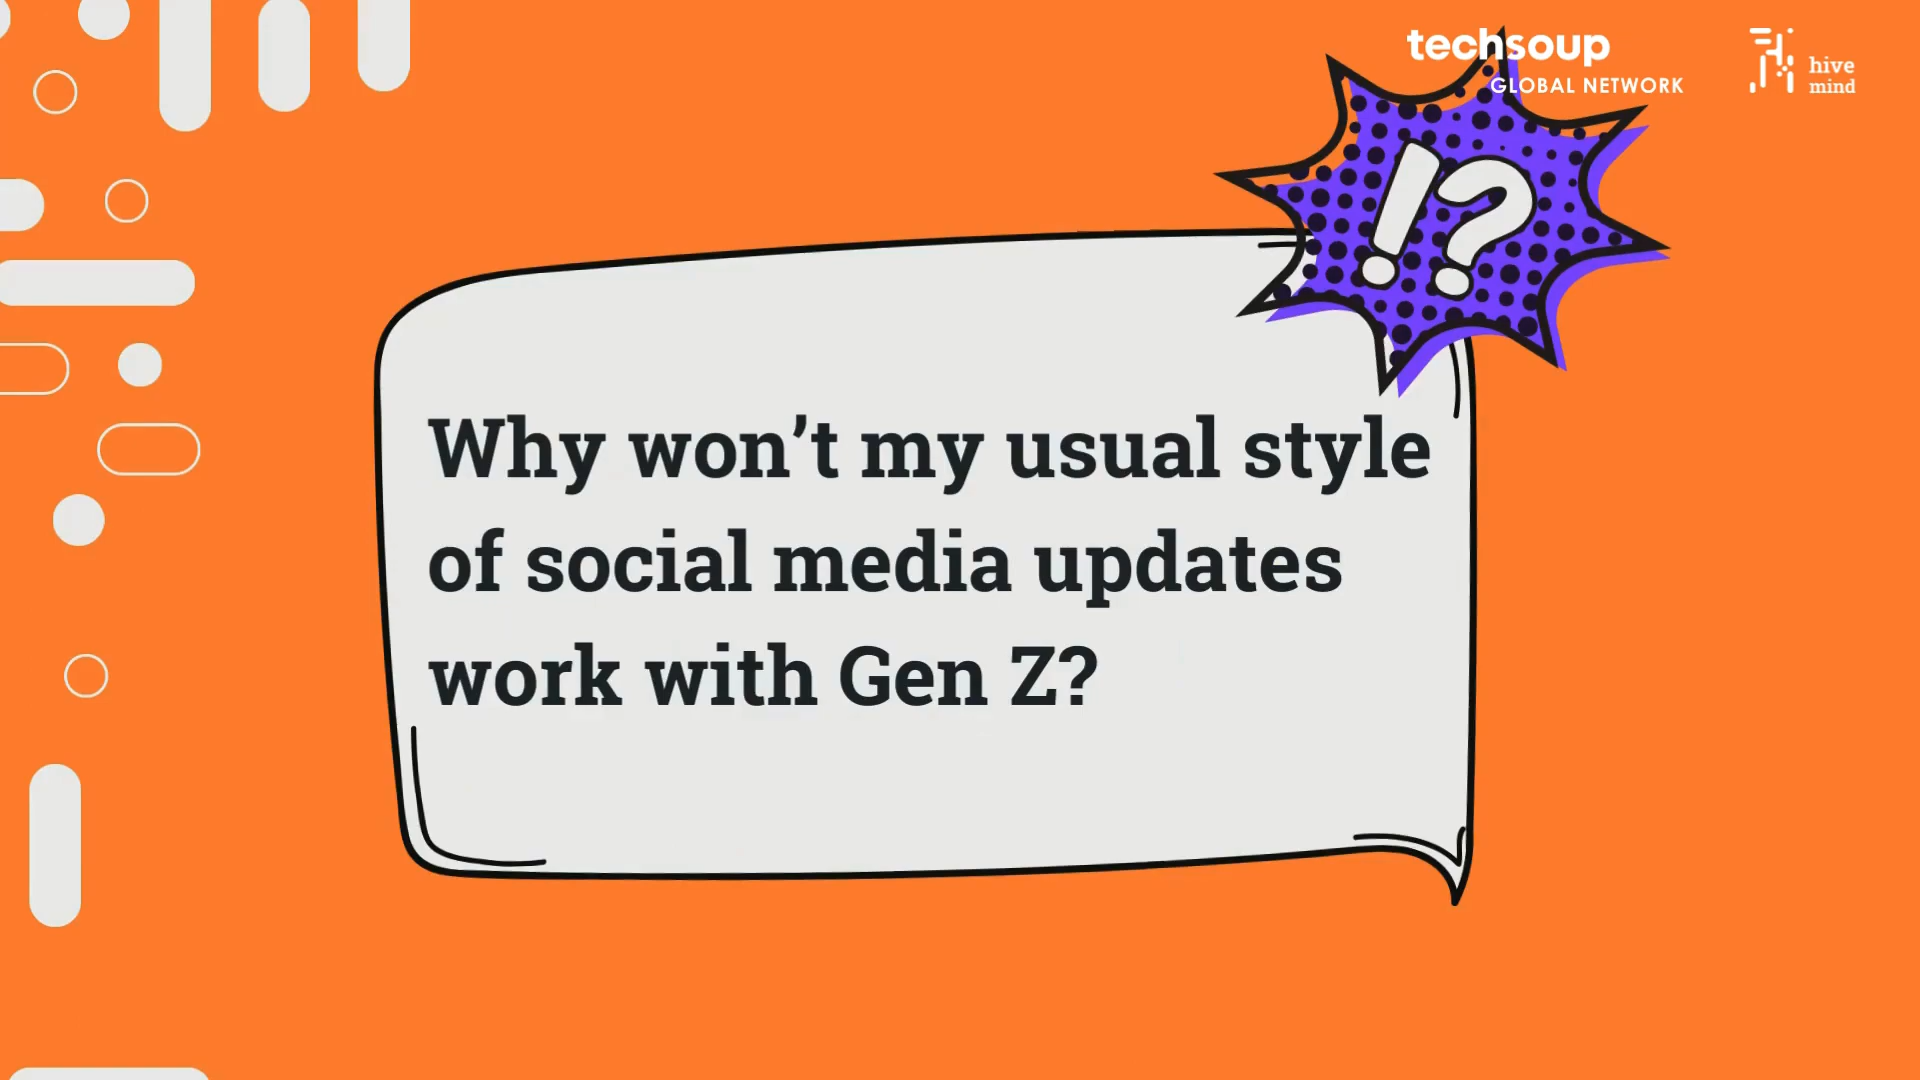 techsoup
GLOBAL NETWORK
hive
mind
!?
Why won’t my usual style
of social media updates
work with Gen Z?